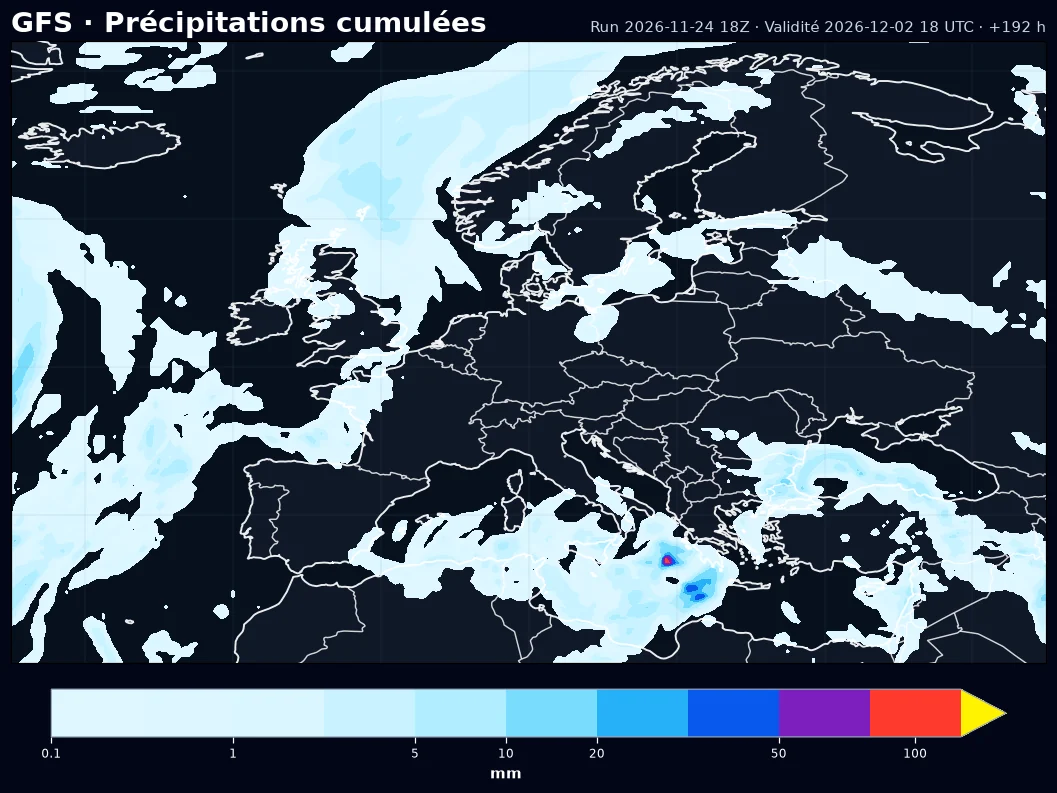 GFS · Précipitations cumulées
Run 2026-11-24 18Z · Validité 2026-12-02 18 UTC · +192 h
0.1 1 5 10 20 50 100
mm